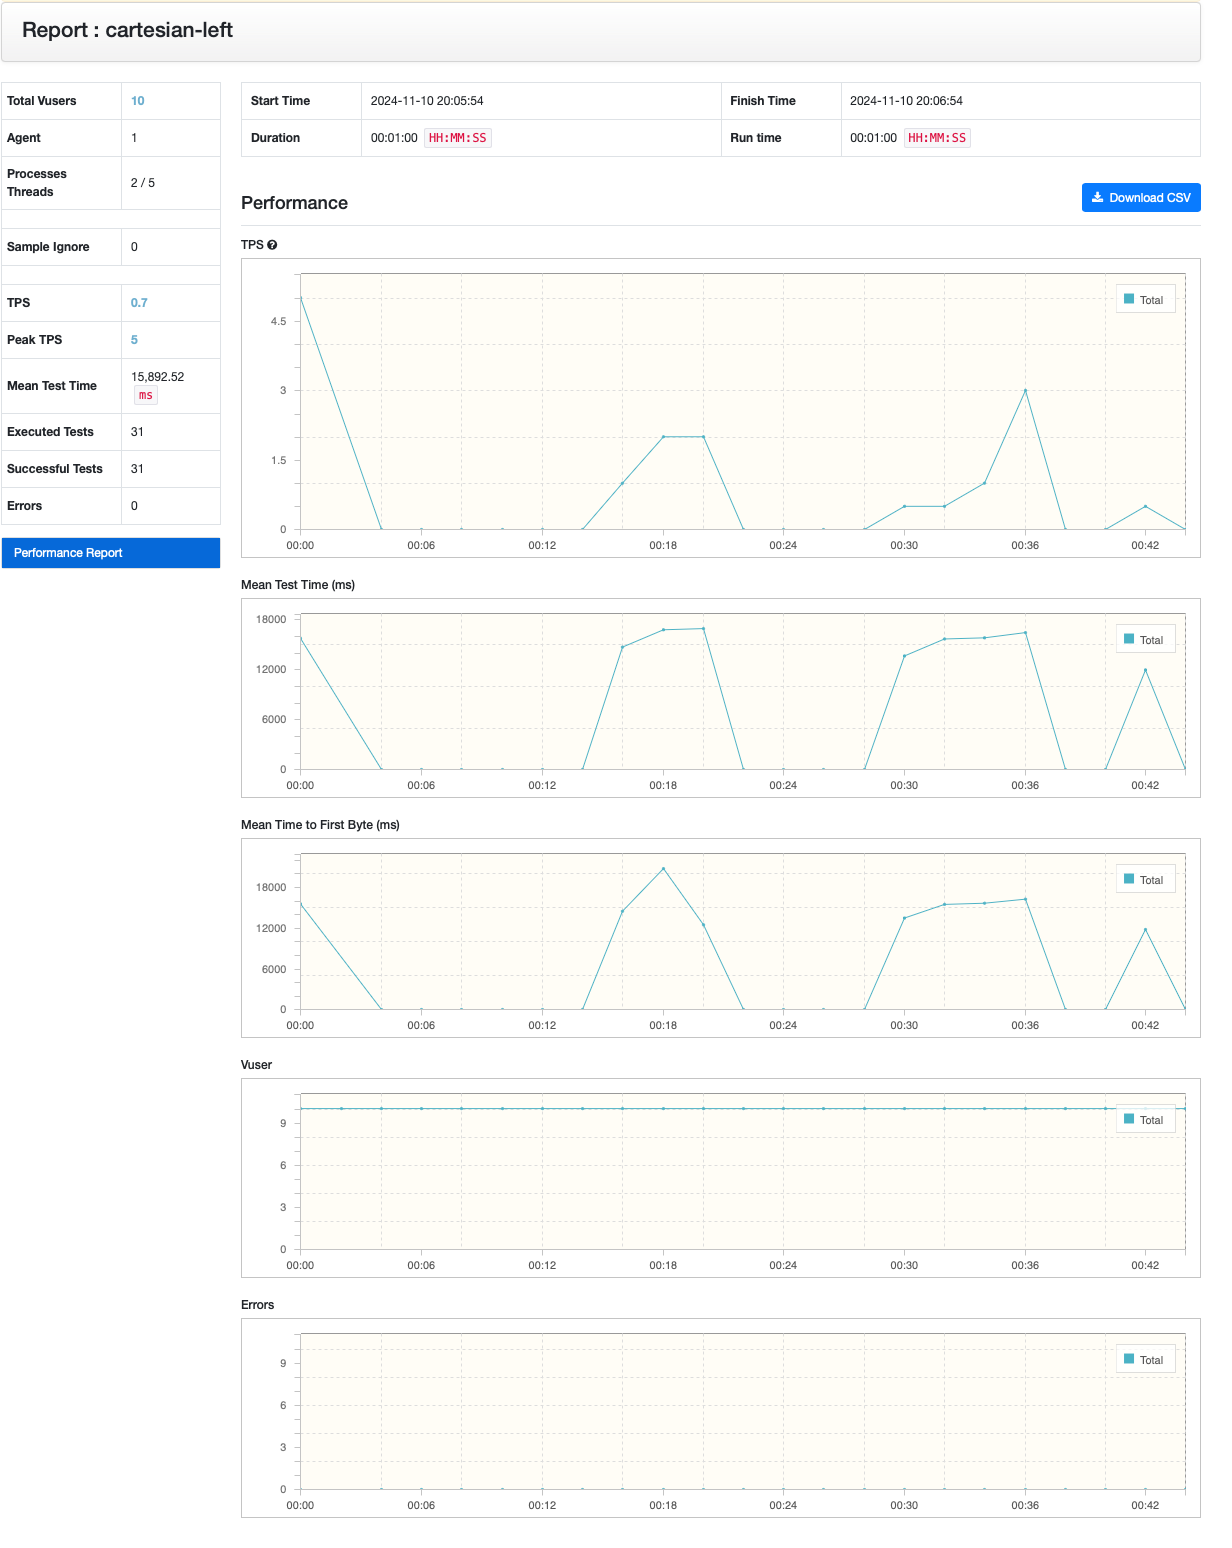 Report : cartesian-left
Total Vusers 10
Agent 1
Processes
Threads 2 / 5
Sample Ignore 0
TPS 0.7
Peak TPS 5
Mean Test Time 15,892.52
ms
Executed Tests 31
Successful Tests 31
Errors 0
Performance Report
Start Time 2024-11-10 20:05:54 Finish Time 2024-11-10 20:06:54
Duration 00:01:00 HH:MM:SS Run time 00:01:00 HH:MM:SS
Performance Download CSV
TPS ?
Total
4.5
3
1.5
0
00:00 00:06 00:12 00:18 00:24 00:30 00:36 00:42
Mean Test Time (ms)
Total
18000
12000
6000
0
00:00 00:06 00:12 00:18 00:24 00:30 00:36 00:42
Mean Time to First Byte (ms)
Total
18000
12000
6000
0
00:00 00:06 00:12 00:18 00:24 00:30 00:36 00:42
Vuser
Total
9
6
3
0
00:00 00:06 00:12 00:18 00:24 00:30 00:36 00:42
Errors
Total
9
6
3
0
00:00 00:06 00:12 00:18 00:24 00:30 00:36 00:42